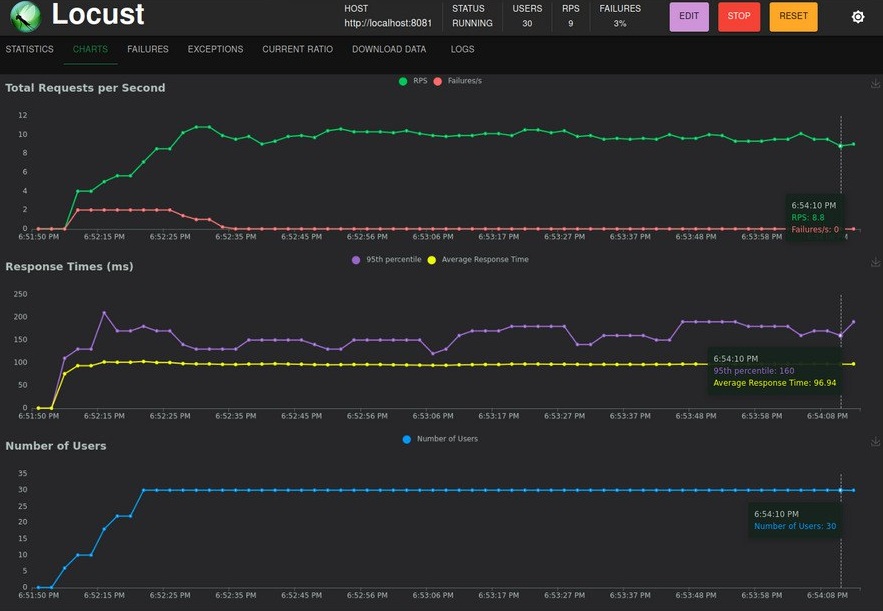 Locust
HOST
http://localhost:8081
STATUS
RUNNING
USERS
30
RPS
9
FAILURES
3%
EDIT
STOP
RESET
STATISTICS CHARTS FAILURES EXCEPTIONS CURRENT RATIO DOWNLOAD DATA LOGS
Total Requests per Second
RPS Failures/s
12
10
8
6
4
2
0
6:54:10 PM
RPS: 8.8
Failures/s: 0
6:51:50 PM 6:52:15 PM 6:52:25 PM 6:52:35 PM 6:52:45 PM 6:52:56 PM 6:53:06 PM 6:53:17 PM 6:53:27 PM 6:53:37 PM 6:53:48 PM 6:53:58 PM
Response Times (ms)
95th percentile Average Response Time
250
200
150
100
50
0
6:54:10 PM
95th percentile: 160
Average Response Time: 96.94
6:51:50 PM 6:52:15 PM 6:52:25 PM 6:52:35 PM 6:52:45 PM 6:52:56 PM 6:53:06 PM 6:53:17 PM 6:53:27 PM 6:53:37 PM 6:53:48 PM 6:53:58 PM 6:54:08 PM
Number of Users
Number of Users
35
30
25
20
15
10
5
0
6:54:10 PM
Number of Users: 30
6:51:50 PM 6:52:15 PM 6:52:25 PM 6:52:35 PM 6:52:45 PM 6:52:56 PM 6:53:06 PM 6:53:17 PM 6:53:27 PM 6:53:37 PM 6:53:48 PM 6:53:58 PM 6:54:08 PM